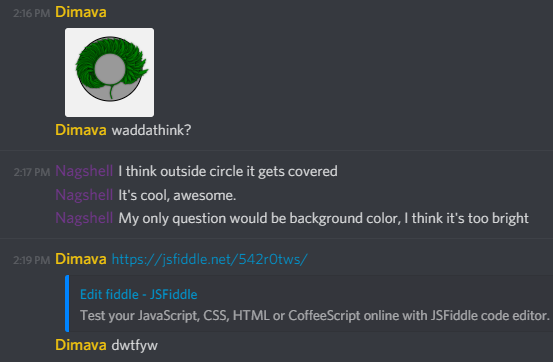 2:16 PM Dimava
Dimava waddathink?
2:17 PM Nagshell I think outside circle it gets covered
Nagshell It's cool, awesome.
Nagshell My only question would be background color, I think it's too bright
2:19 PM Dimava https://jsfiddle.net/542r0tws/
Edit fiddle - JSFiddle
Test your JavaScript, CSS, HTML or CoffeeScript online with JSFiddle code editor.
Dimava dwtfyw